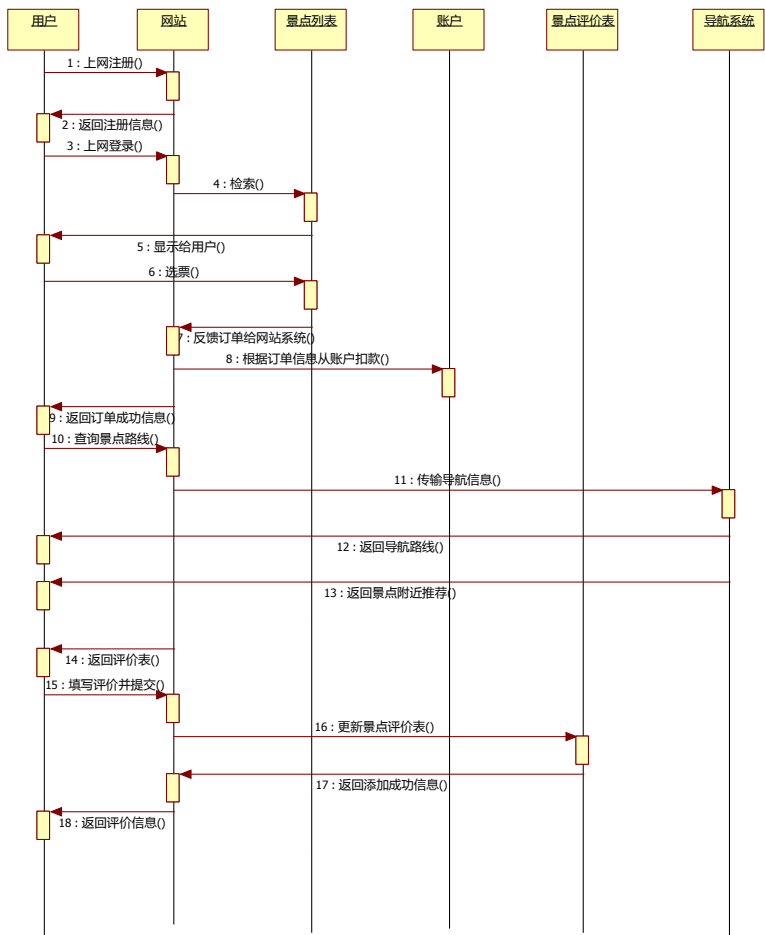 用户
网站
景点列表
账户
景点评价表
导航系统
1 : 上网注册()
2 : 返回注册信息()
3 : 上网登录()
4 : 检索()
5 : 显示给用户()
6 : 选票()
7 : 反馈订单给网站系统()
8 : 根据订单信息从账户扣款()
9 : 返回订单成功信息()
10 : 查询景点路线()
11 : 传输导航信息()
12 : 返回导航路线()
13 : 返回景点附近推荐()
14 : 返回评价表()
15 : 填写评价并提交()
16 : 更新景点评价表()
17 : 返回添加成功信息()
18 : 返回评价信息()